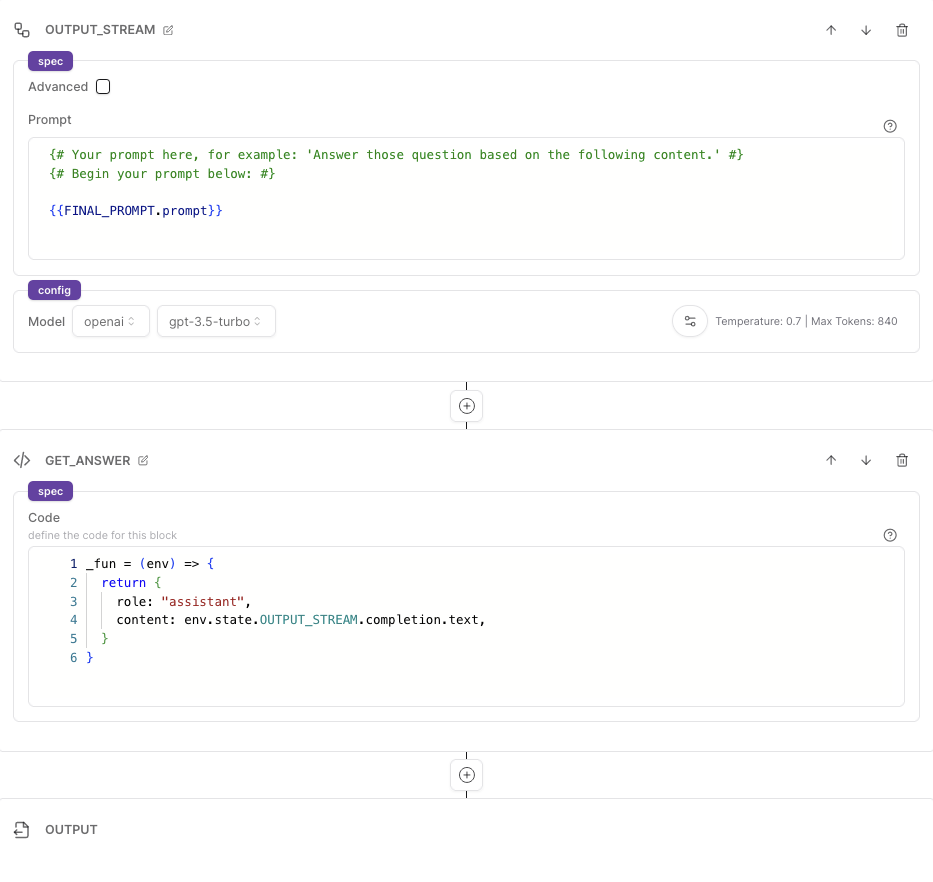 OUTPUT_STREAM
spec
Advanced
Prompt
{# Your prompt here, for example: 'Answer those question based on the following content.' #}
{# Begin your prompt below: #}
{{FINAL_PROMPT.prompt}}
config
Model openai gpt-3.5-turbo Temperature: 0.7 | Max Tokens: 840
GET_ANSWER
spec
Code
define the code for this block
1 _fun = (env) => {
2 return {
3 role: "assistant",
4 content: env.state.OUTPUT_STREAM.completion.text,
5 }
6 }
OUTPUT